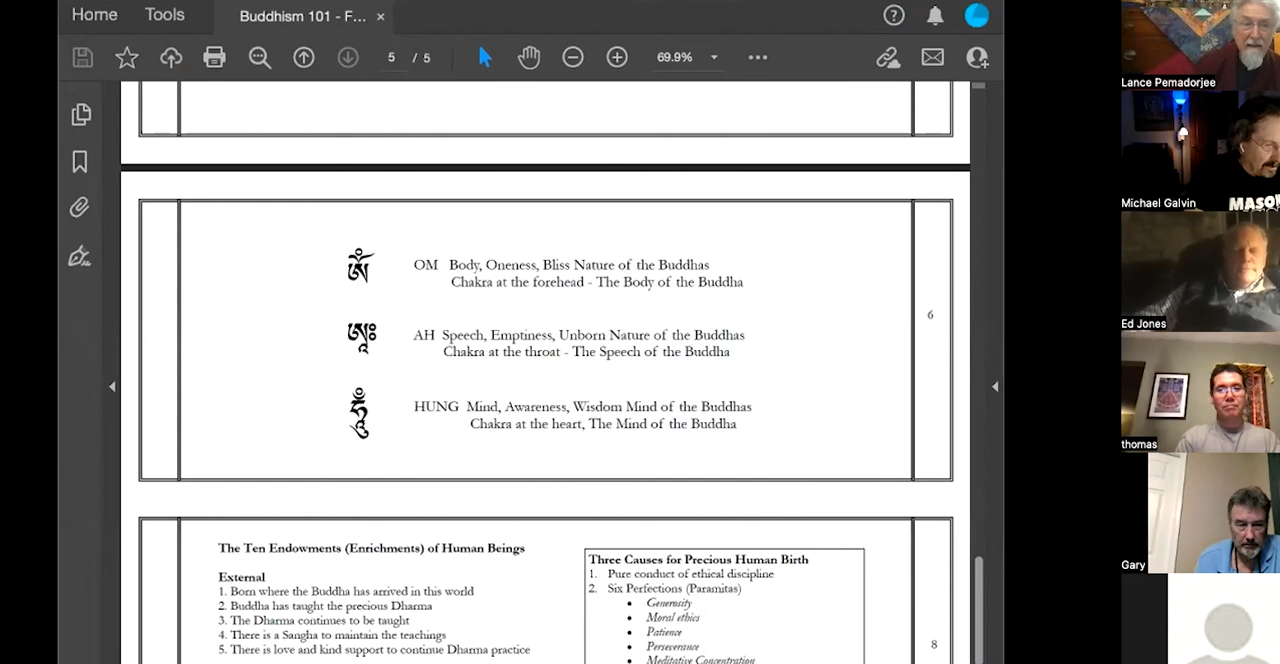 Home
Tools
Buddhism 101 - F... ×
5 / 5
69.9%
ༀ
OM Body, Oneness, Bliss Nature of the Buddhas
Chakra at the forehead - The Body of the Buddha
AH Speech, Emptiness, Unborn Nature of the Buddhas
Chakra at the throat - The Speech of the Buddha
6
HUNG Mind, Awareness, Wisdom Mind of the Buddhas
Chakra at the heart, The Mind of the Buddha
The Ten Endowments (Enrichments) of Human Beings
External
1. Born where the Buddha has arrived in this world
2. Buddha has taught the precious Dharma
3. The Dharma continues to be taught
4. There is a Sangha to maintain the teachings
5. There is love and kind support to continue Dharma practice
Three Causes for Precious Human Birth
1. Pure conduct of ethical discipline
2. Six Perfections (Paramitas)
• Generosity
• Moral ethics
• Patience
• Perseverance
• Meditative Concentration
8
Lance Pemadorjee
Michael Galvin
MASO
Ed Jones
thomas
Gary